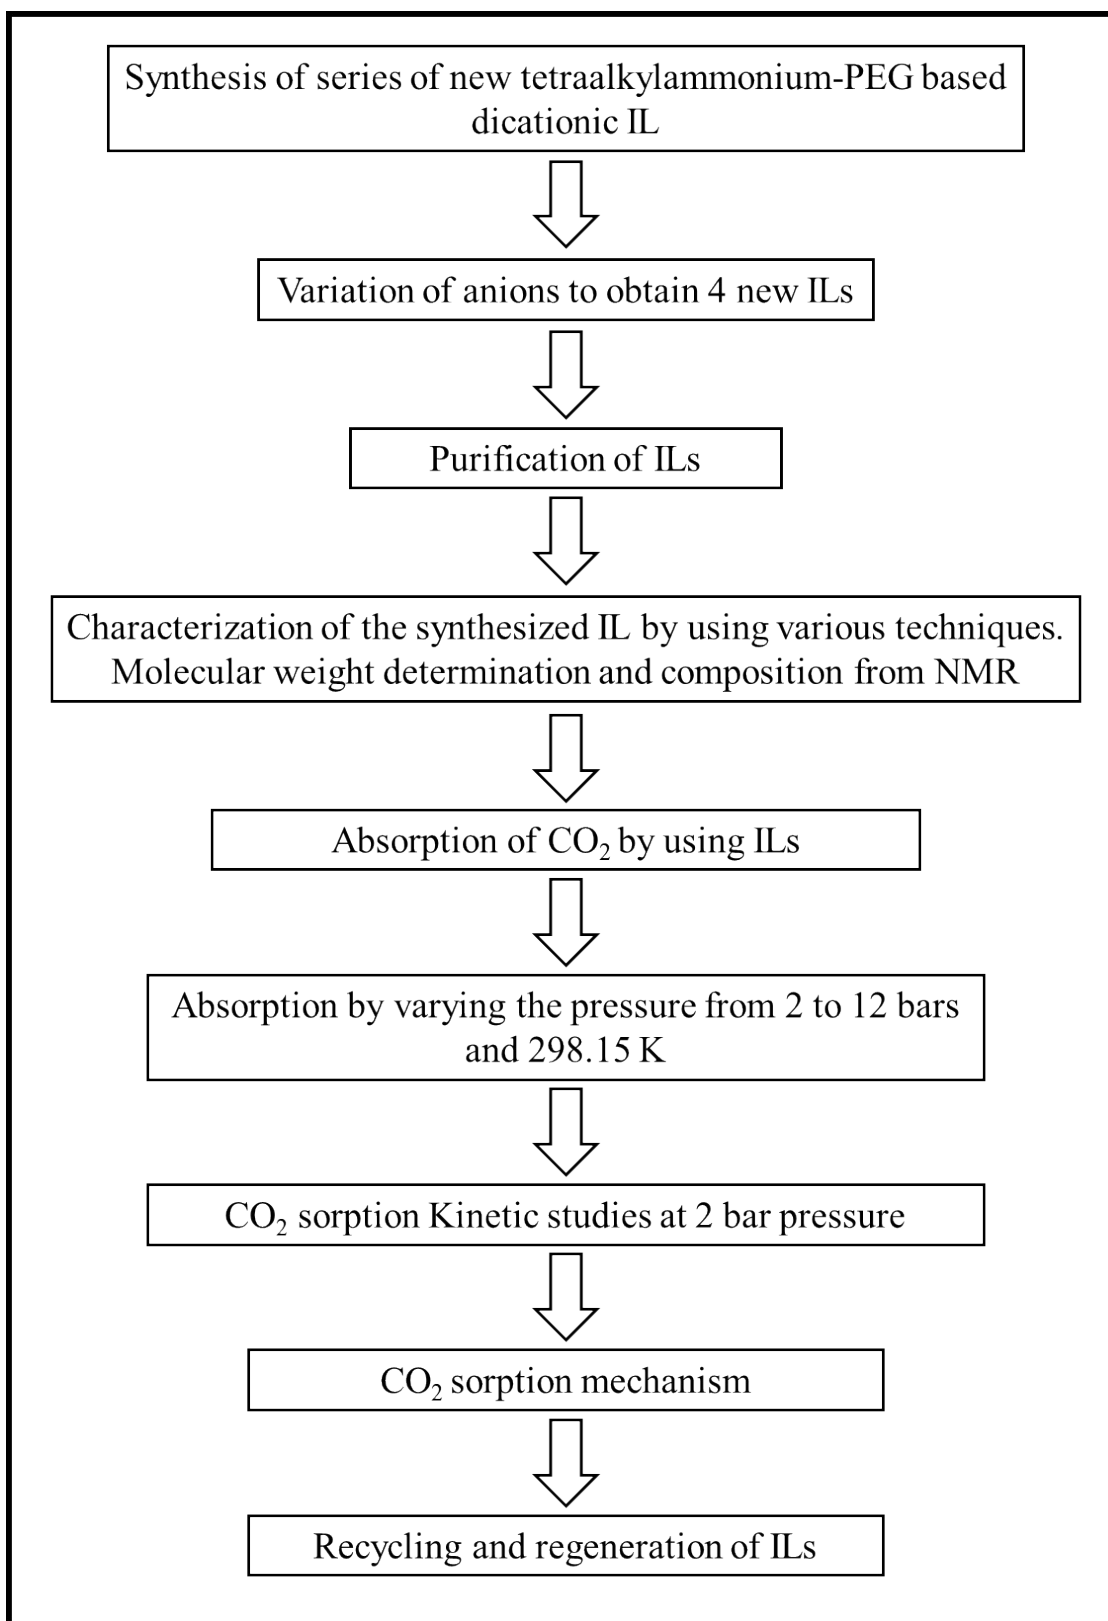 Synthesis of series of new tetraalkylammonium-PEG based
dicationic IL
Variation of anions to obtain 4 new ILs
Purification of ILs
Characterization of the synthesized IL by using various techniques.
Molecular weight determination and composition from NMR
Absorption of CO₂ by using ILs
Absorption by varying the pressure from 2 to 12 bars
and 298.15 K
CO₂ sorption Kinetic studies at 2 bar pressure
CO₂ sorption mechanism
Recycling and regeneration of ILs